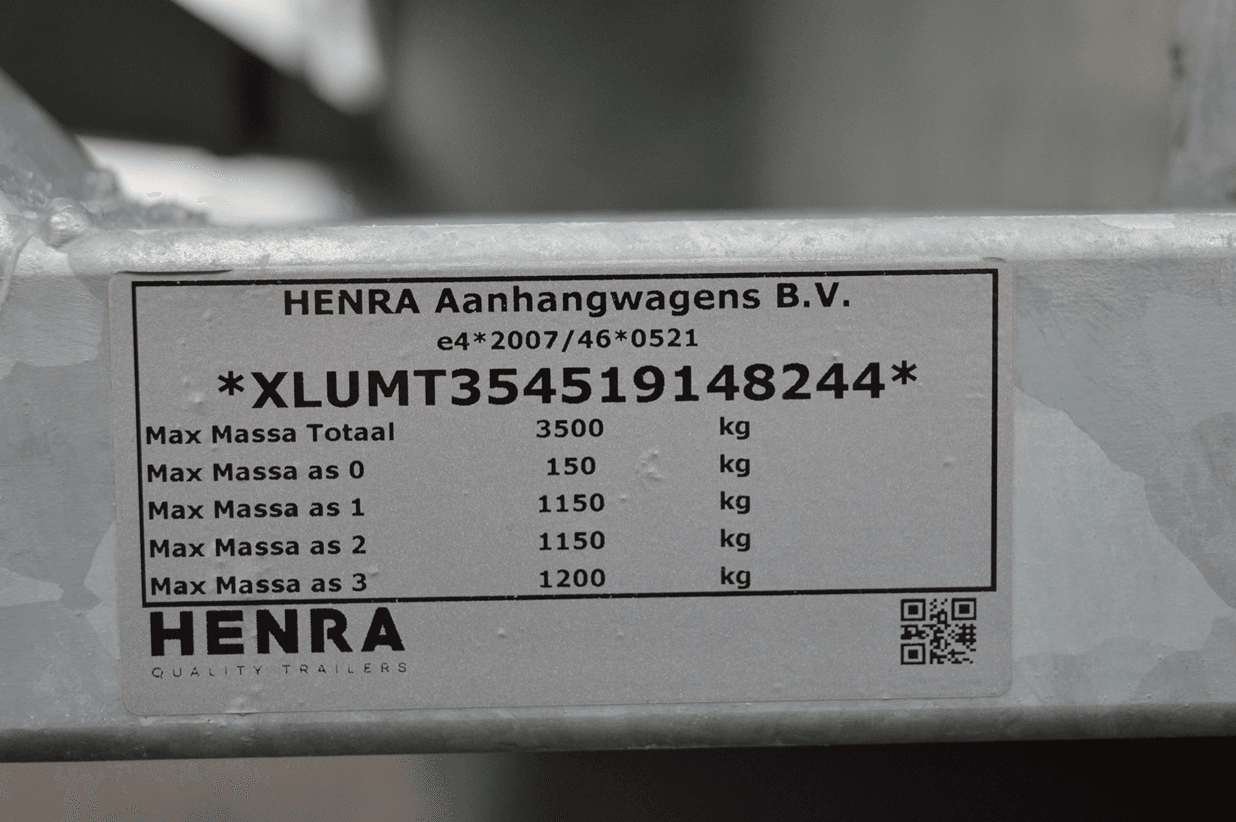 HENRA Aanhangwagens B.V.
e4*2007/46*0521
*XLUMT354519148244*
Max Massa Totaal 3500 kg
Max Massa as 0 150 kg
Max Massa as 1 1150 kg
Max Massa as 2 1150 kg
Max Massa as 3 1200 kg
HENRA
QUALITY TRAILERS